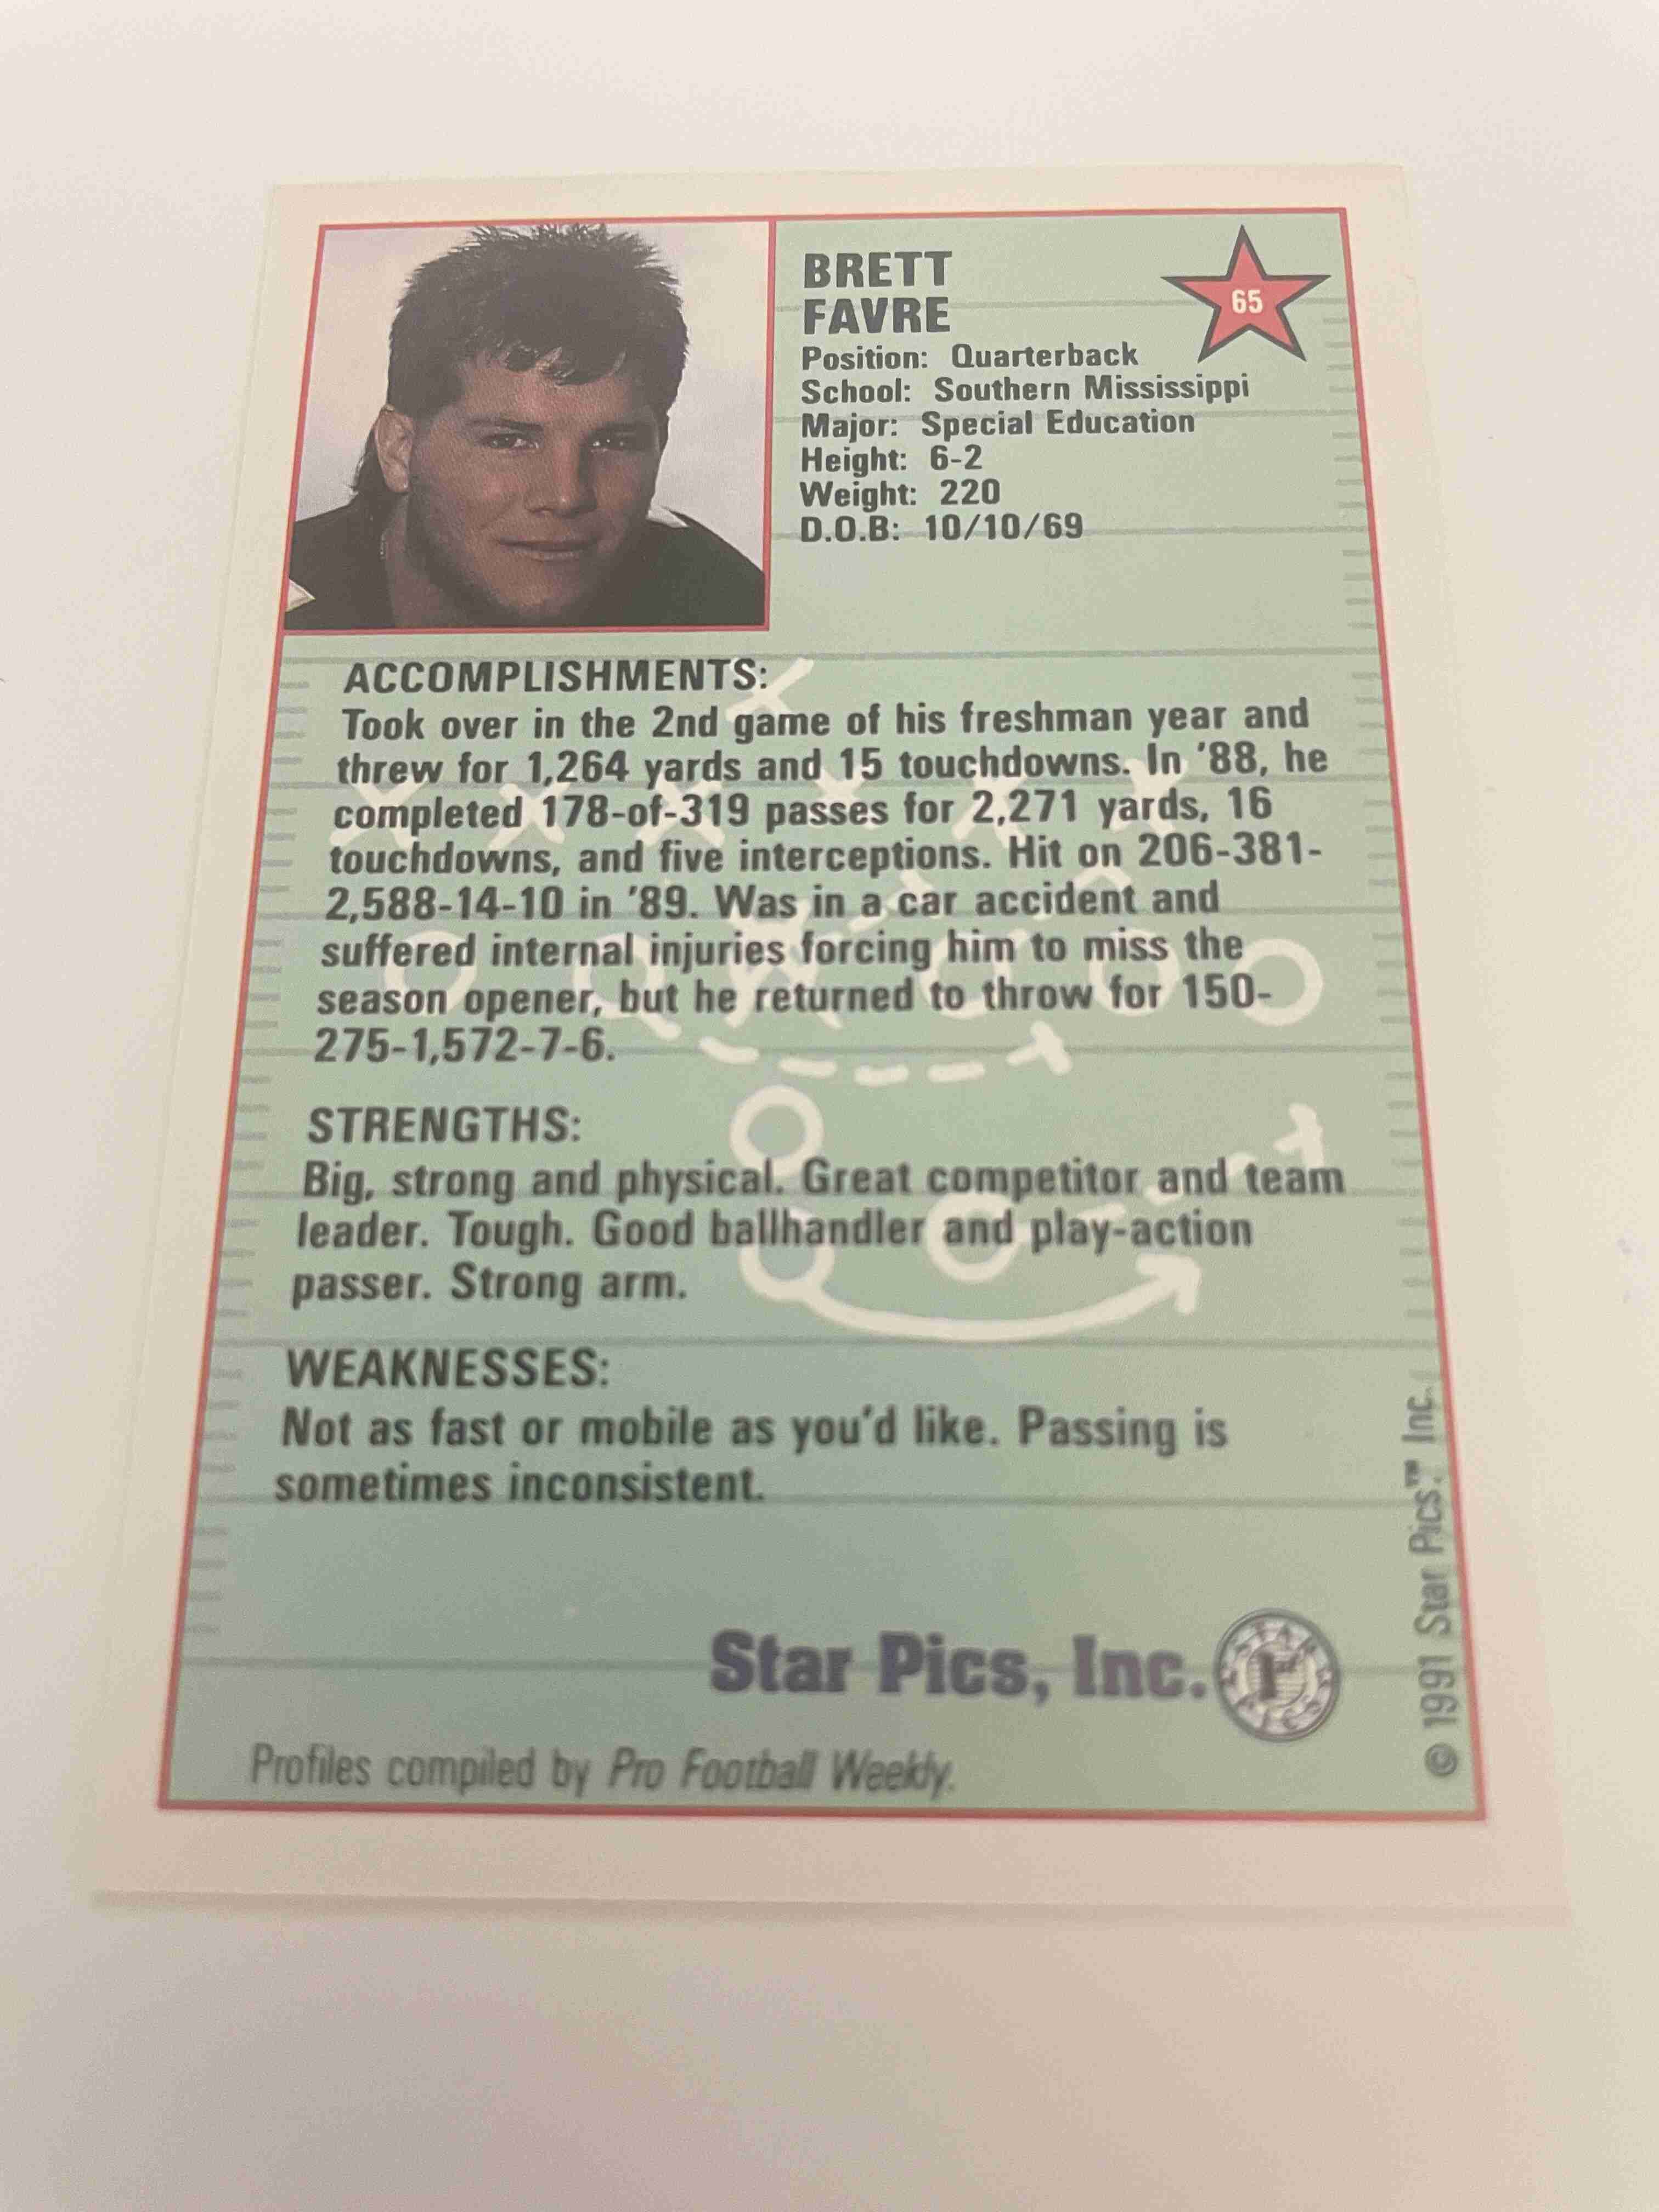 BRETT
FAVRE
65
Position: Quarterback
School: Southern Mississippi
Major: Special Education
Height: 6-2
Weight: 220
D.O.B: 10/10/69
ACCOMPLISHMENTS:
Took over in the 2nd game of his freshman year and
threw for 1,264 yards and 15 touchdowns. In '88, he
completed 178-of-319 passes for 2,271 yards, 16
touchdowns, and five interceptions. Hit on 206-381-
2,588-14-10 in '89. Was in a car accident and
suffered internal injuries forcing him to miss the
season opener, but he returned to throw for 150-
275-1,572-7-6.
STRENGTHS:
Big, strong and physical. Great competitor and team
leader. Tough. Good ballhandler and play-action
passer. Strong arm.
WEAKNESSES:
Not as fast or mobile as you'd like. Passing is
sometimes inconsistent.
Star Pics, Inc.
Profiles compiled by Pro Football Weekly.
© 1991 Star Pics™ Inc.